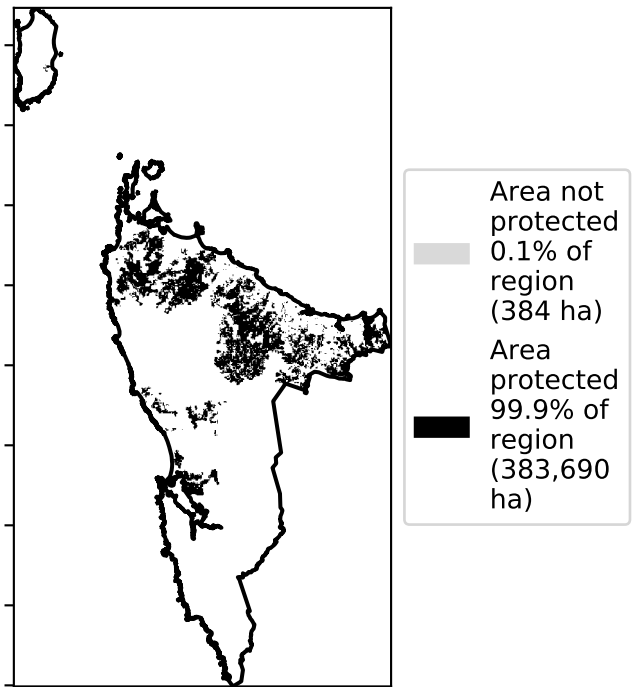 Area not
protected
0.1% of
region
(384 ha)
Area
protected
99.9% of
region
(383,690
ha)